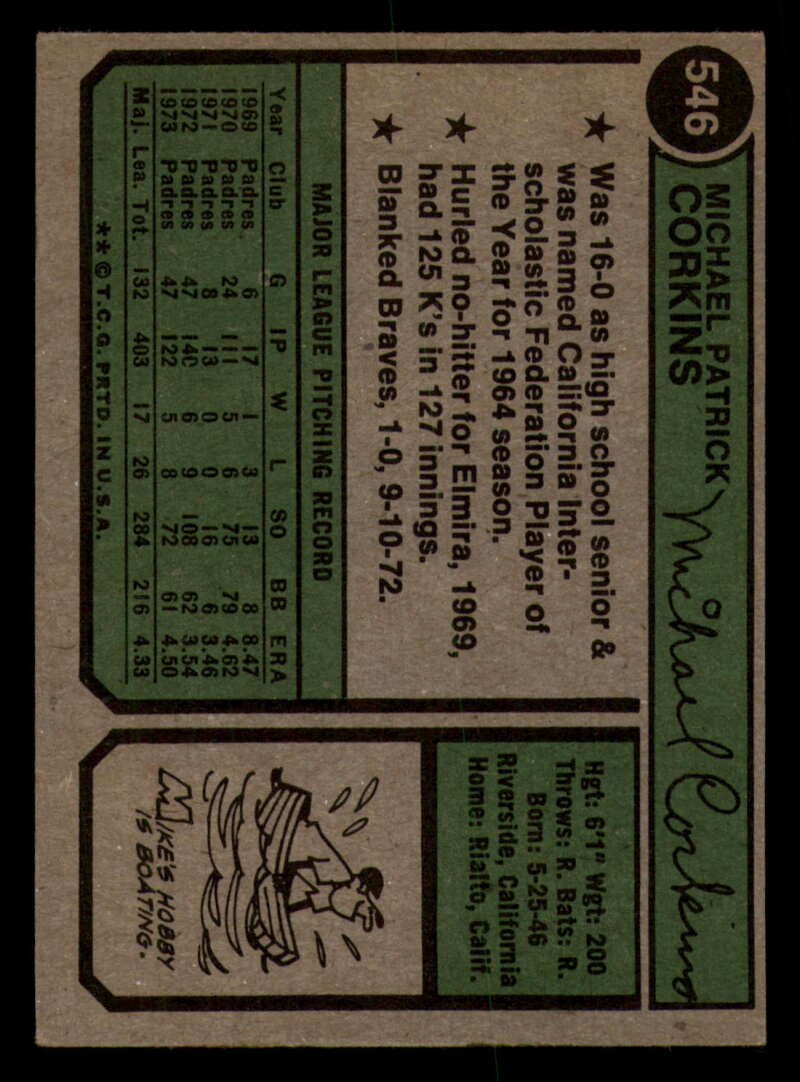 546
MICHAEL PATRICK
CORKINS
Michael Corkins
★ Was 16-0 as high school senior &
was named California Inter-
scholastic Federation Player of
the Year for 1964 season.
★ Hurled no-hitter for Elmira, 1969,
had 125 K's in 127 innings.
★ Blanked Braves, 1-0, 9-10-72.
MAJOR LEAGUE PITCHING RECORD
Year Club G IP W L SO BB ERA
1969 Padres 6 17 1 3 13 8 8.47
1970 Padres 24 111 5 6 75 79 4.62
1971 Padres 8 13 0 0 16 6 3.46
1972 Padres 47 140 6 9 108 62 3.54
1973 Padres 47 122 5 8 72 61 4.50
Maj. Lea. Tot. 132 403 17 26 284 216 4.33
**©T.C.G. PRTD. IN U.S.A.
Hgt: 6'1" Wgt: 200
Throws: R. Bats: R.
Born: 5-25-46
Riverside, California
Home: Rialto, Calif.
MIKE'S HOBBY
IS BOATING.